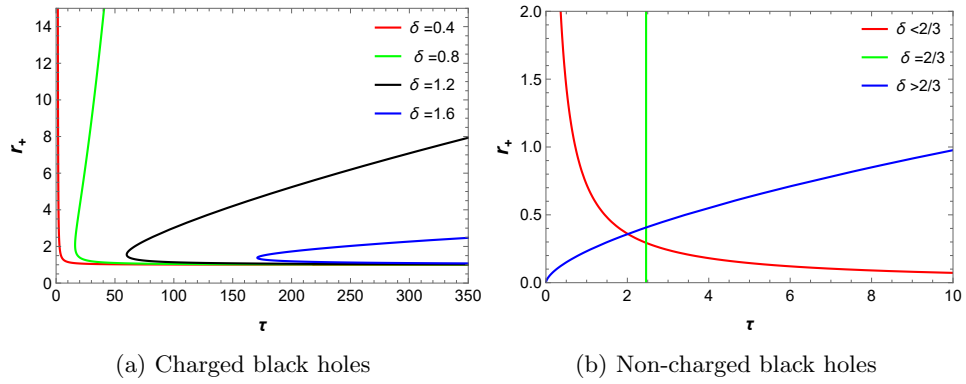 δ =0.4
δ =0.8
δ =1.2
δ =1.6
r₊
14
12
10
8
6
4
2
0
0 50 100 150 200 250 300 350
τ
(a) Charged black holes
δ <2/3
δ =2/3
δ >2/3
r₊
2.0
1.5
1.0
0.5
0.0
0 2 4 6 8 10
τ
(b) Non-charged black holes